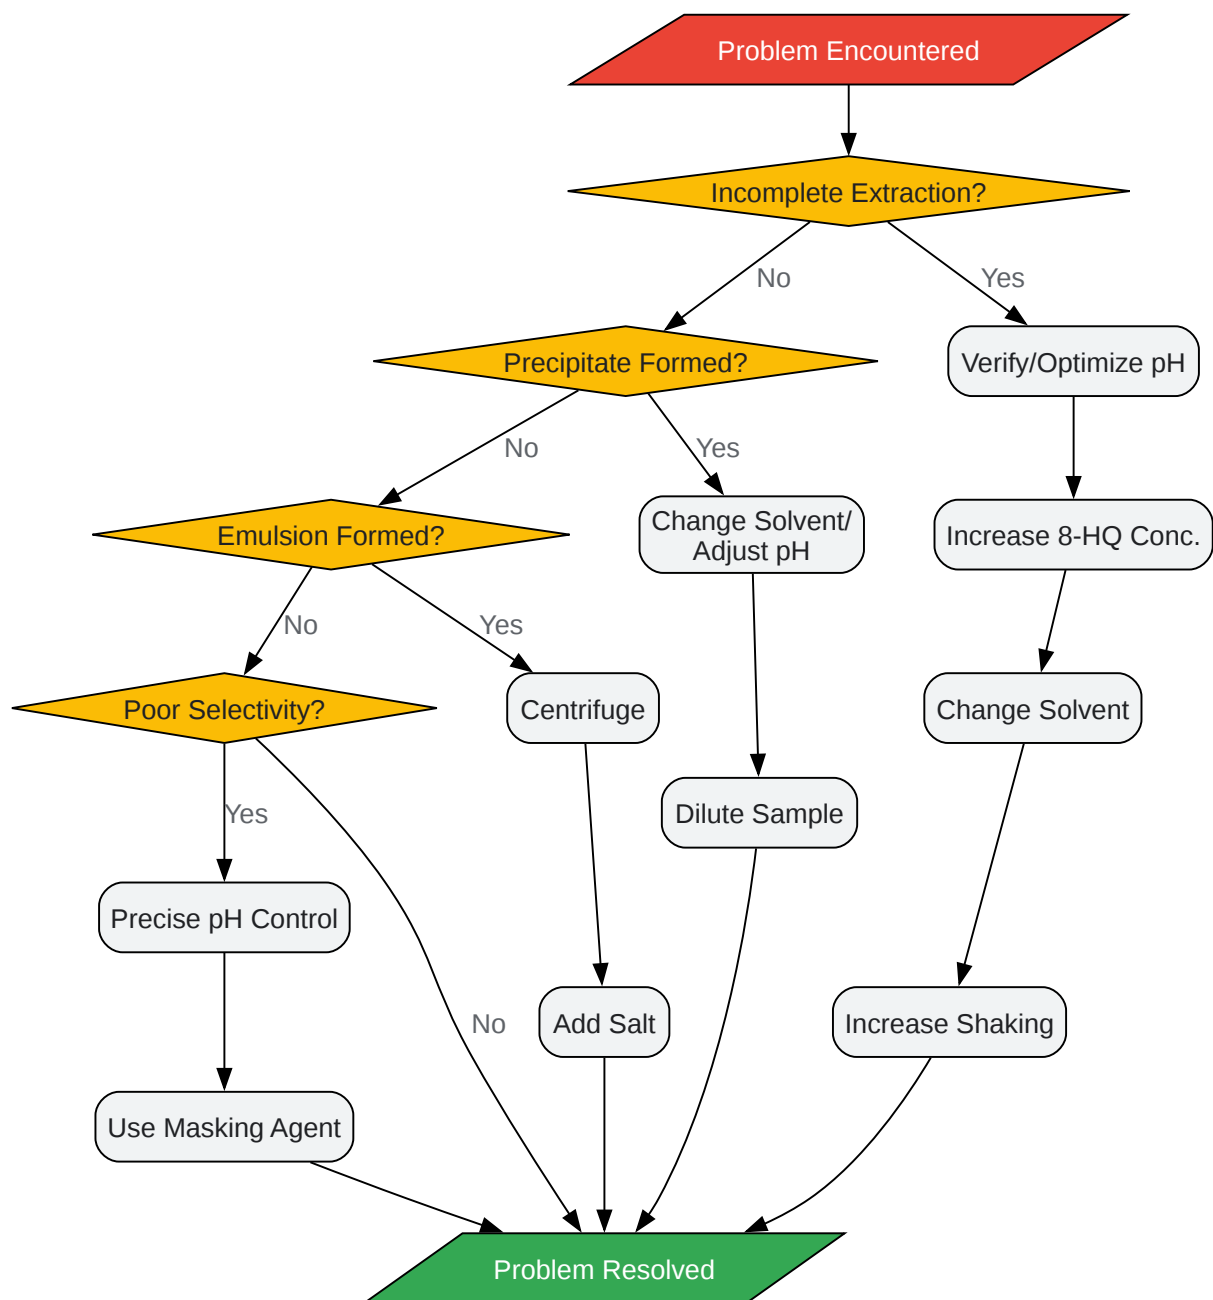 Problem Encountered
Incomplete Extraction?
No
Yes
Precipitate Formed?
Verify/Optimize pH
No
Yes
Emulsion Formed?
Change Solvent/
Adjust pH
Increase 8-HQ Conc.
No
Yes
Poor Selectivity?
Centrifuge
Change Solvent
Yes
Dilute Sample
Precise pH Control
No
Add Salt
Increase Shaking
Use Masking Agent
Problem Resolved